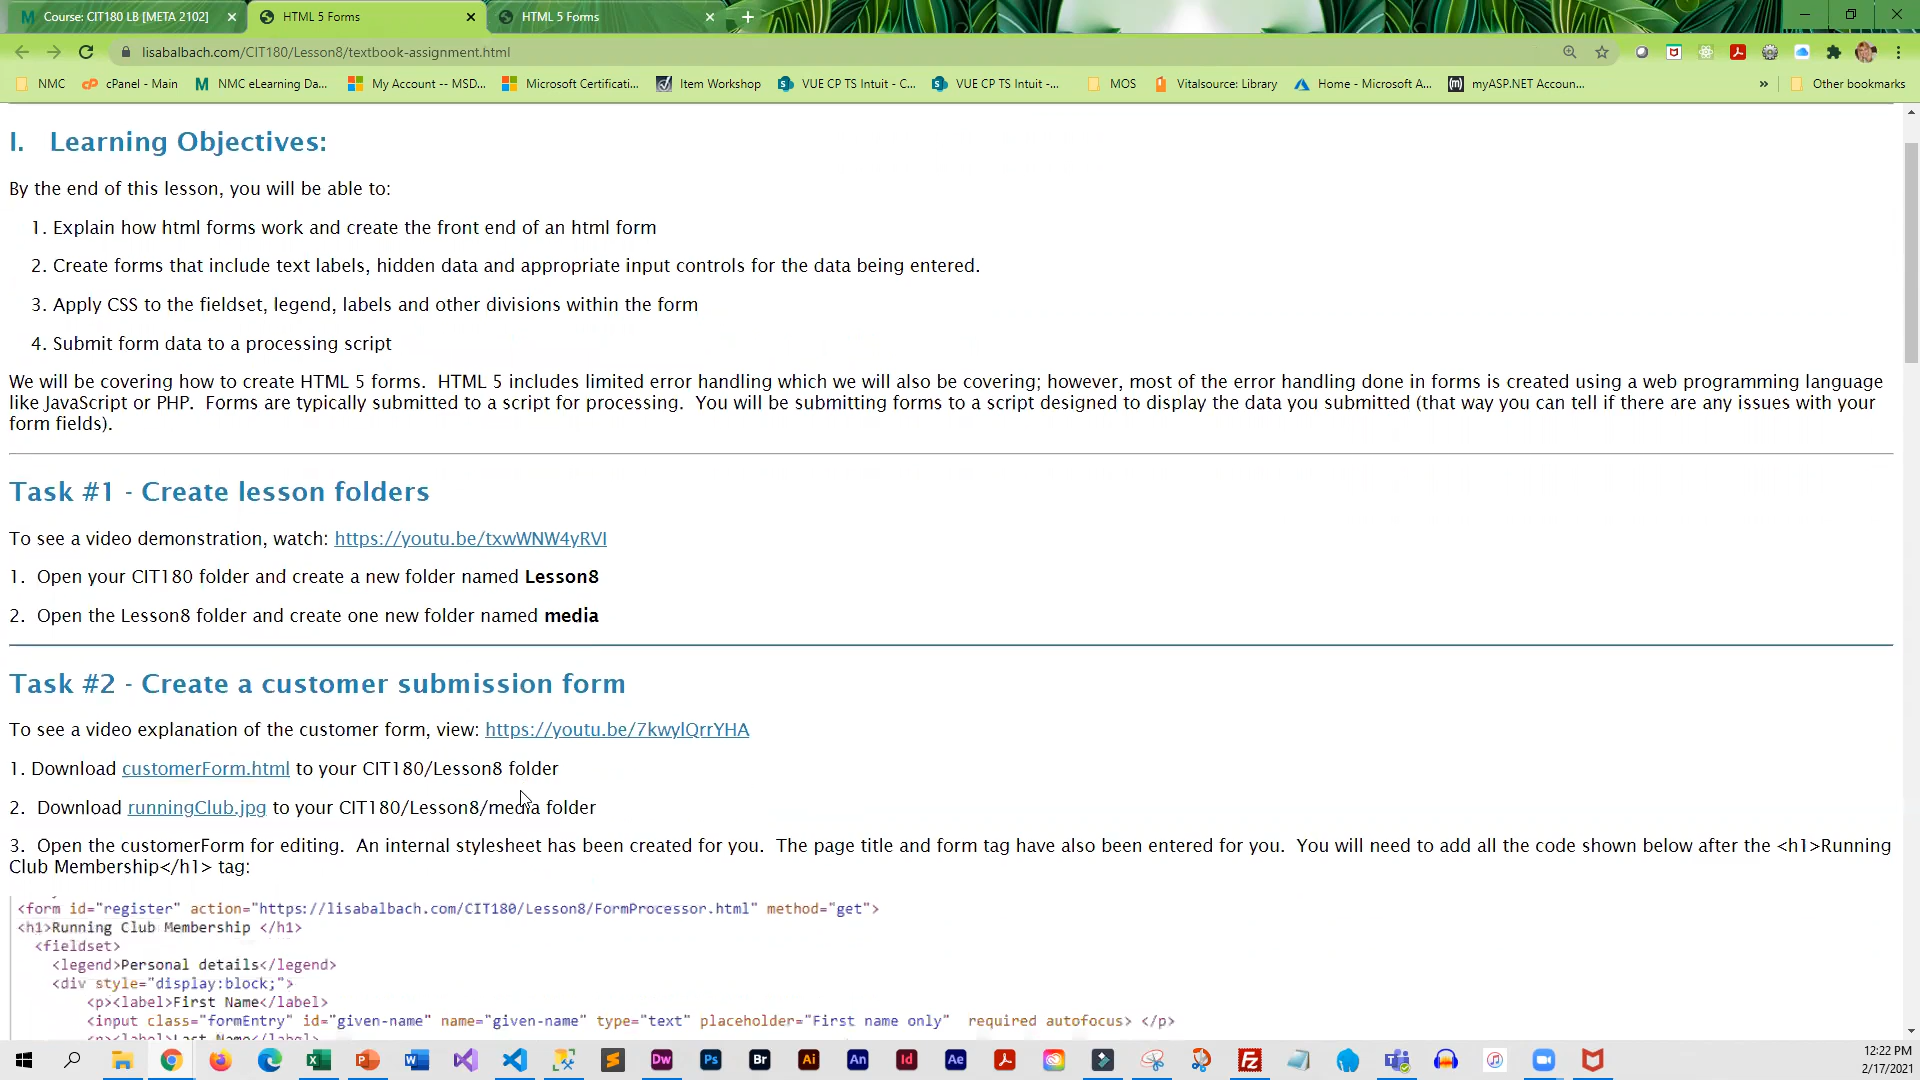 Course: CIT180 LB [META 2102]
HTML 5 Forms
HTML 5 Forms
lisabalbach.com/CIT180/Lesson8/textbook-assignment.html
NMC
cPanel - Main
NMC eLearning Da...
My Account -- MSD...
Microsoft Certificati...
Item Workshop
VUE CP TS Intuit - C...
VUE CP TS Intuit -...
MOS
Vitalsource: Library
Home - Microsoft A...
myASP.NET Accoun...
»
Other bookmarks
I. Learning Objectives:
By the end of this lesson, you will be able to:
1. Explain how html forms work and create the front end of an html form
2. Create forms that include text labels, hidden data and appropriate input controls for the data being entered.
3. Apply CSS to the fieldset, legend, labels and other divisions within the form
4. Submit form data to a processing script
We will be covering how to create HTML 5 forms. HTML 5 includes limited error handling which we will also be covering; however, most of the error handling done in forms is created using a web programming language
like JavaScript or PHP. Forms are typically submitted to a script for processing. You will be submitting forms to a script designed to display the data you submitted (that way you can tell if there are any issues with your
form fields).
Task #1 - Create lesson folders
To see a video demonstration, watch: https://youtu.be/txwWNW4yRVI
1. Open your CIT180 folder and create a new folder named Lesson8
2. Open the Lesson8 folder and create one new folder named media
Task #2 - Create a customer submission form
To see a video explanation of the customer form, view: https://youtu.be/7kwylQrrYHA
1. Download customerForm.html to your CIT180/Lesson8 folder
2. Download runningClub.jpg to your CIT180/Lesson8/media folder
3. Open the customerForm for editing. An internal stylesheet has been created for you. The page title and form tag have also been entered for you. You will need to add all the code shown below after the <h1>Running
Club Membership</h1> tag:
<form id="register" action="https://lisabalbach.com/CIT180/Lesson8/FormProcessor.html" method="get">
<h1>Running Club Membership </h1>
<fieldset>
<legend>Personal details</legend>
<div style="display:block;">
<p><label>First Name</label>
<input class="formEntry" id="given-name" name="given-name" type="text" placeholder="First name only" required autofocus> </p>
<p><label>Last Name</label>
Dw
Ps
Br
Ai
An
Id
Ae
12:22 PM
2/17/2021